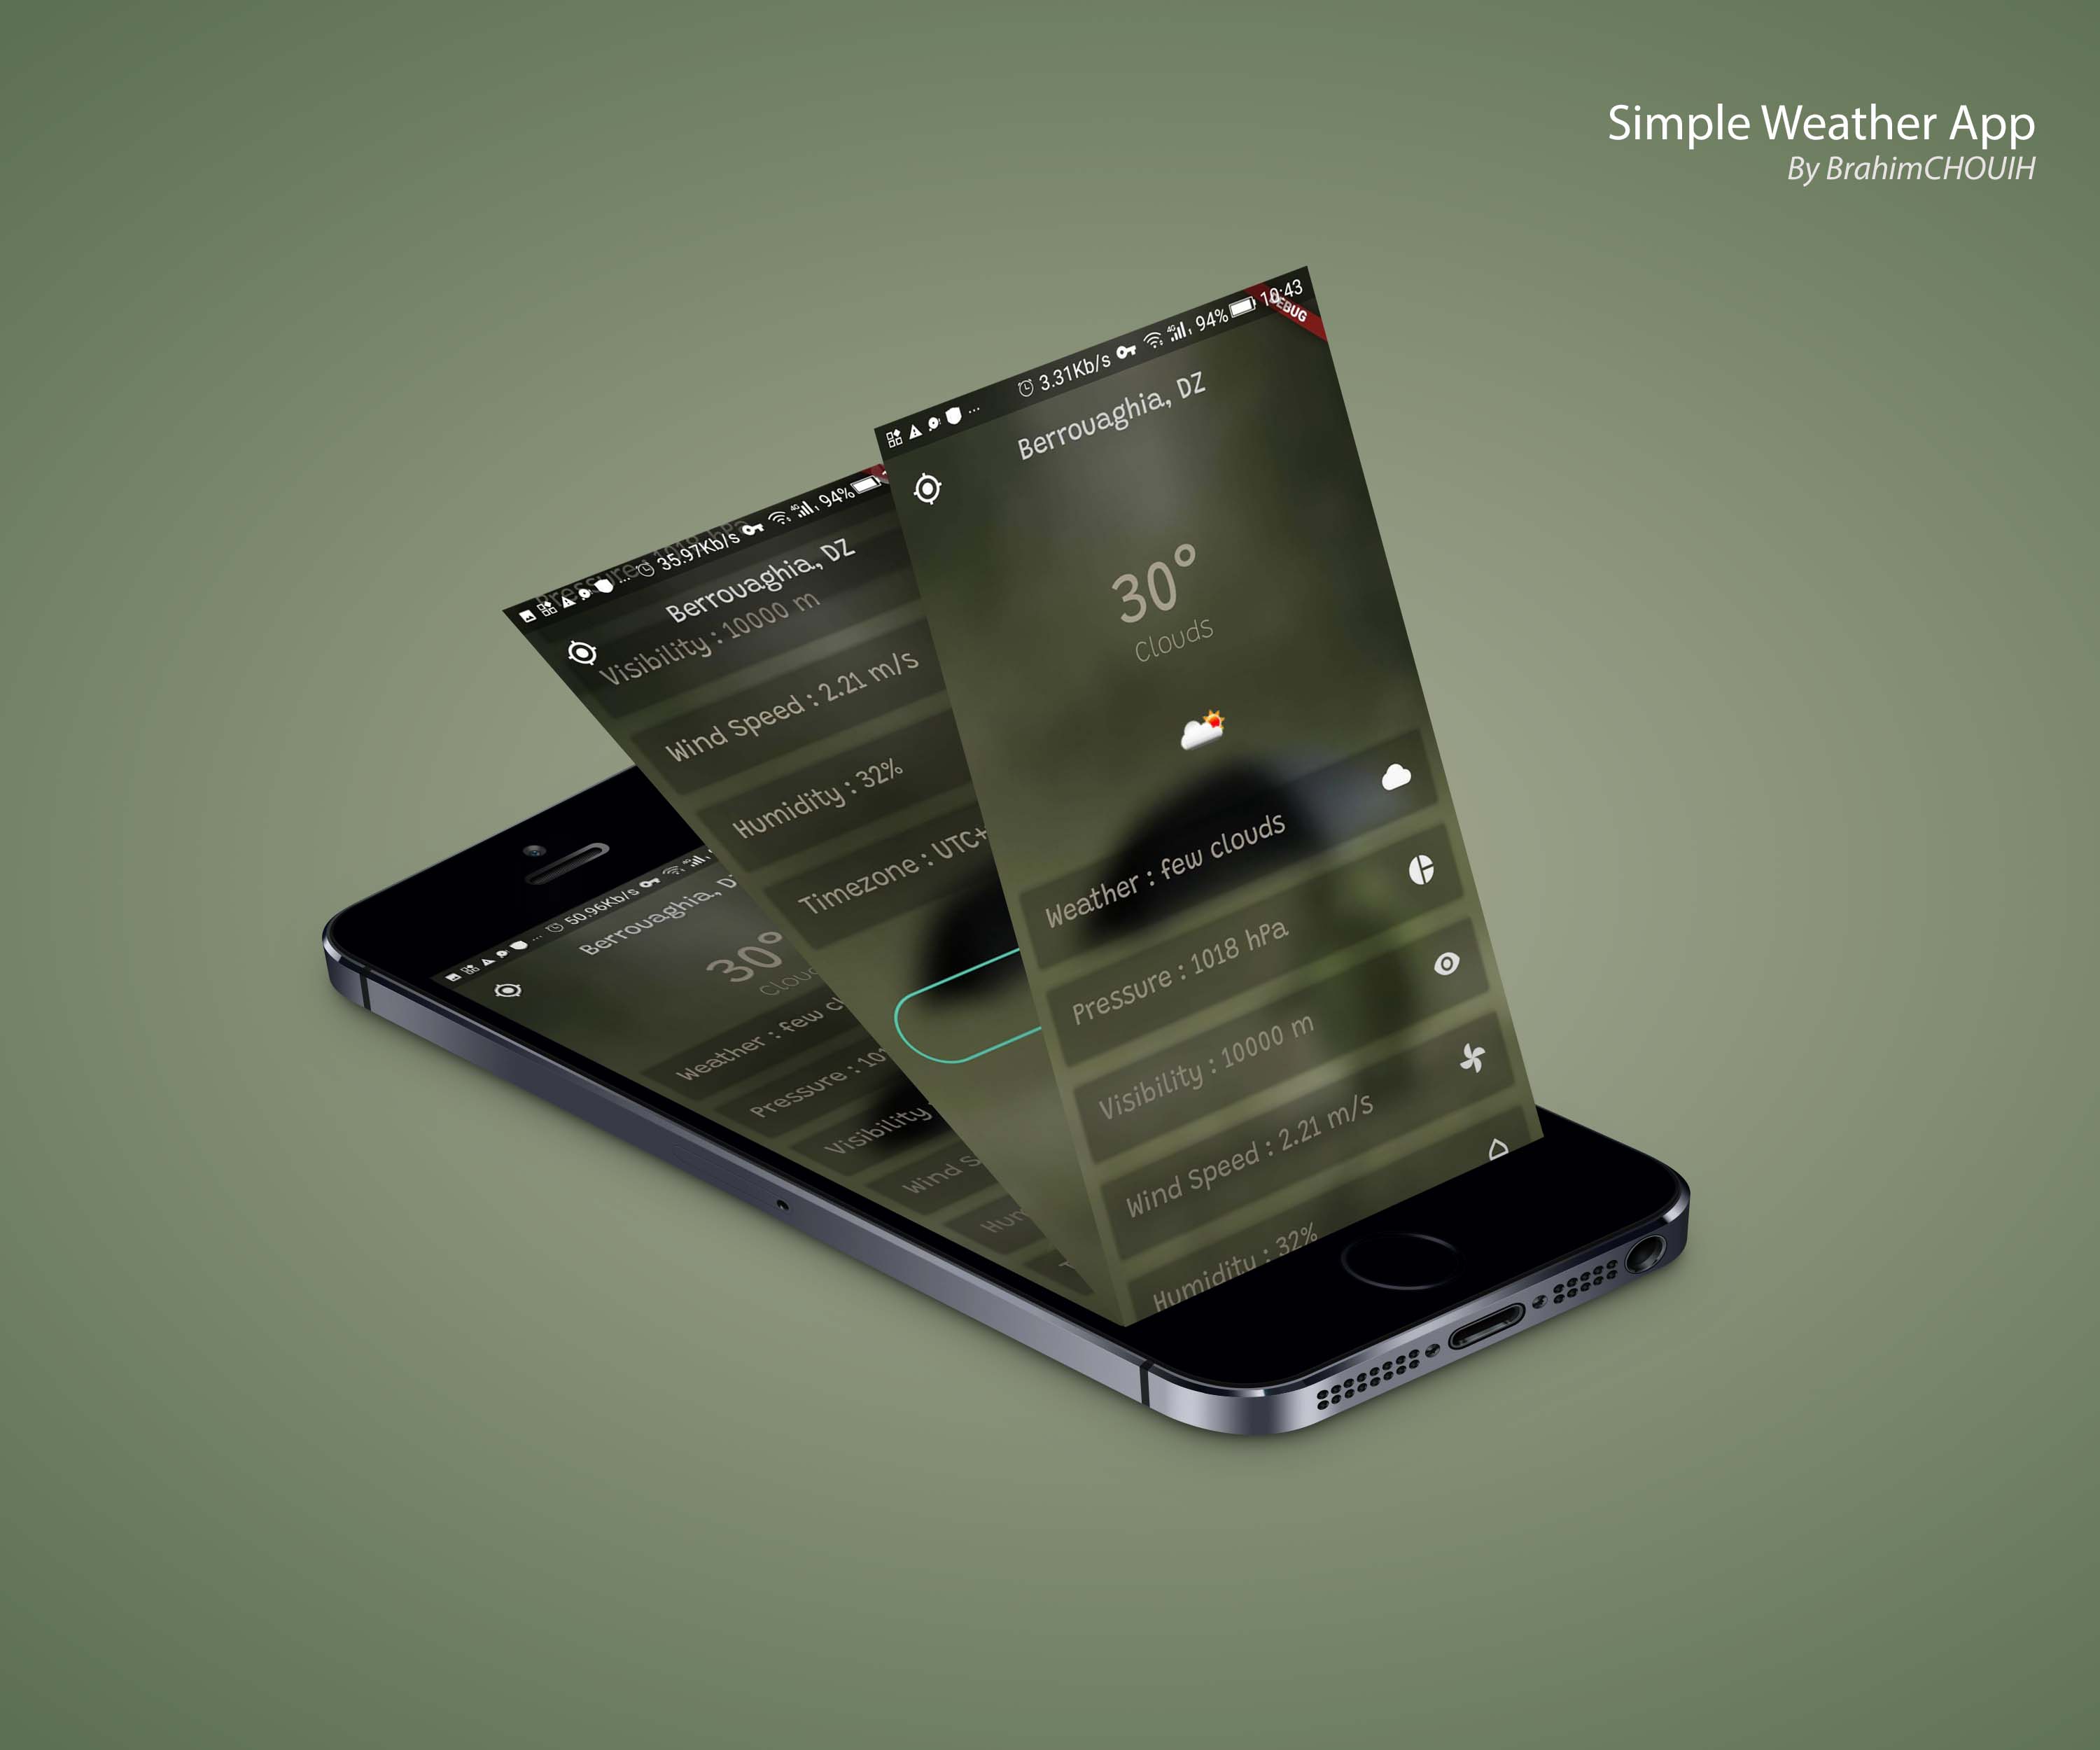 Simple Weather App
By BrahimCHOUIH
3.31Kb/s 94% 10:43
DEBUG
Berrouaghia, DZ
30°
Clouds
Weather : few clouds
Pressure : 1018 hPa
Visibility : 10000 m
Wind Speed : 2.21 m/s
Humidity : 32%
35.97Kb/s 94%
Berrouaghia, DZ
Visibility : 10000 m
Wind Speed : 2.21 m/s
Humidity : 32%
Timezone : UTC+
50.96Kb/s
Berrouaghia, D
30°
Clou
Weather : few c
Pressure : 10
Visibility
Wind S
Hum